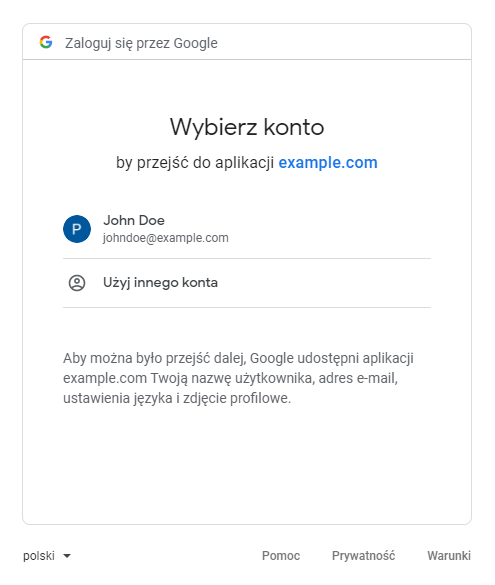 Zaloguj się przez Google
Wybierz konto
by przejść do aplikacji example.com
P
John Doe
johndoe@example.com
Użyj innego konta
Aby można było przejść dalej, Google udostępni aplikacji
example.com Twoją nazwę użytkownika, adres e-mail,
ustawienia języka i zdjęcie profilowe.
polski Pomoc Prywatność Warunki